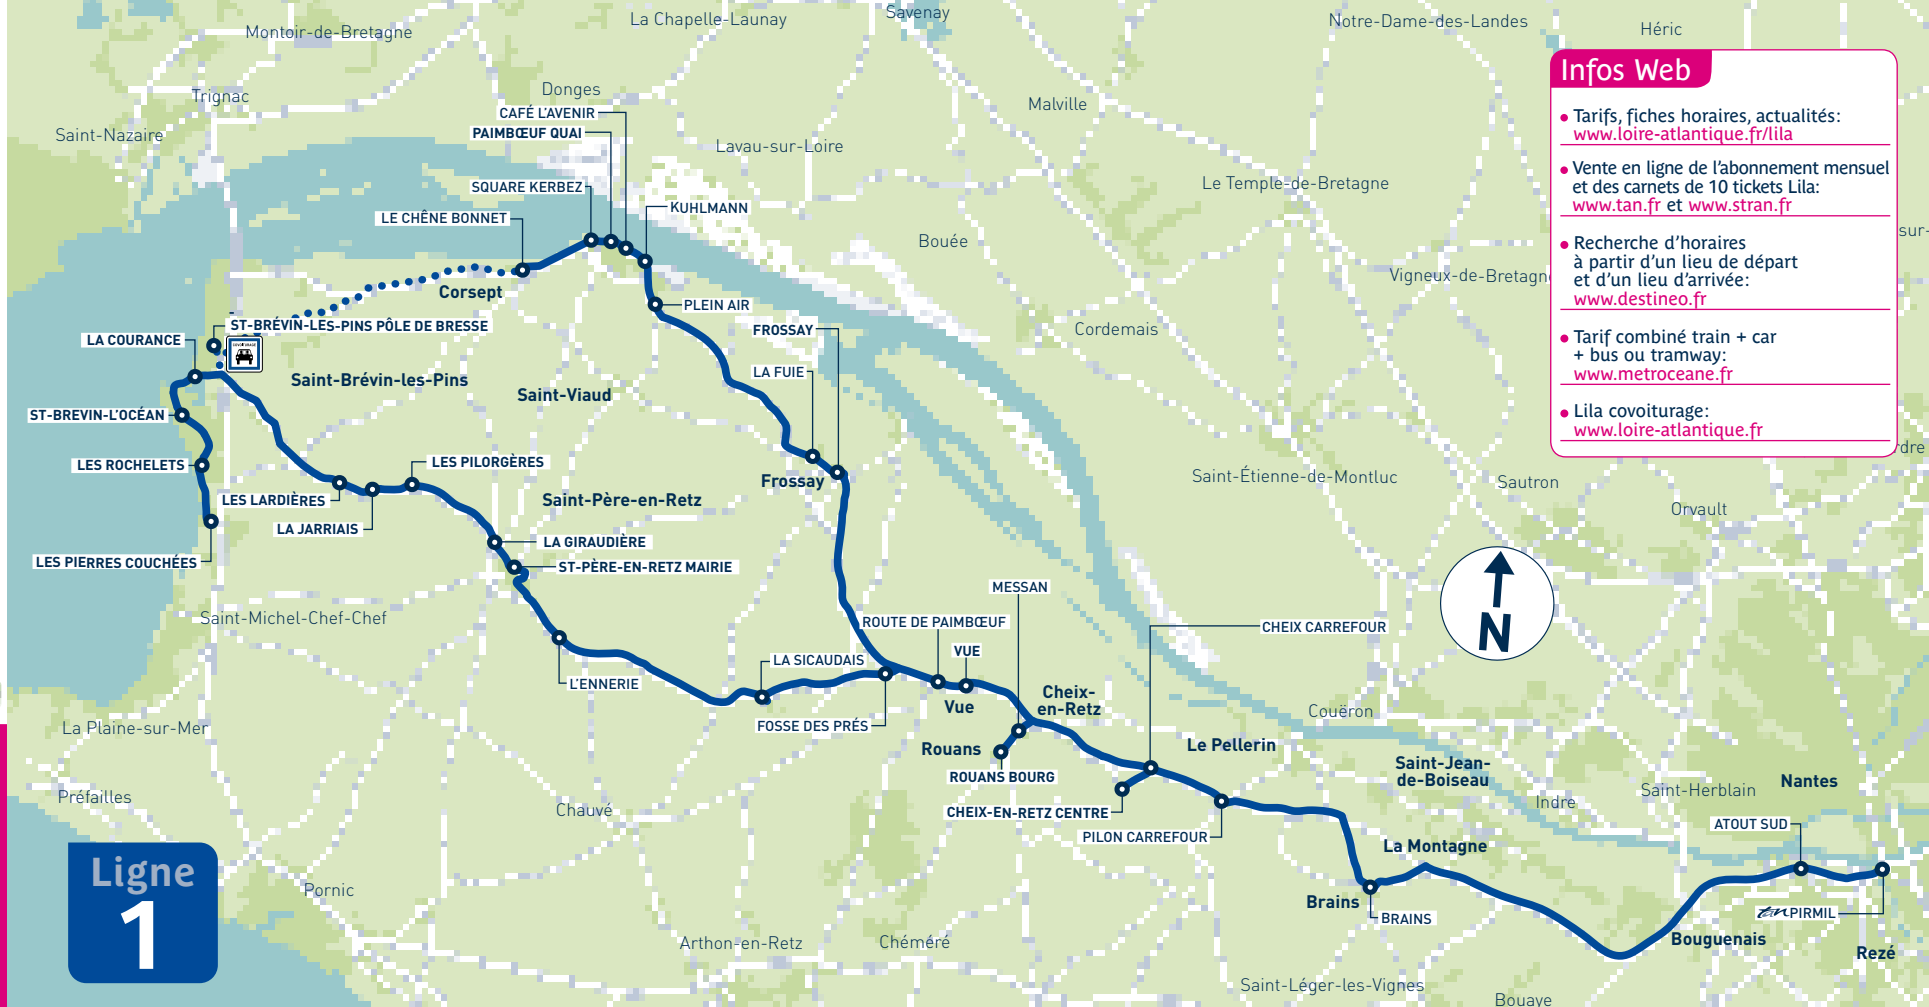 La Chapelle-Launay
Savenay
Notre-Dame-des-Landes
Héric
Montoir-de-Bretagne
Infos Web
• Tarifs, fiches horaires, actualités:
www.loire-atlantique.fr/lila
• Vente en ligne de l'abonnement mensuel
et des carnets de 10 tickets Lila:
www.tan.fr et www.stran.fr
• Recherche d'horaires
à partir d'un lieu de départ
et d'un lieu d'arrivée:
www.destineo.fr
• Tarif combiné train + car
+ bus ou tramway:
www.metroceane.fr
• Lila covoiturage:
www.loire-atlantique.fr
Trignac
Donges
Malville
CAFÉ L'AVENIR
Saint-Nazaire
PAIMBŒUF QUAI
Lavau-sur-Loire
SQUARE KERBEZ
Le Temple-de-Bretagne
LE CHÊNE BONNET
KUHLMANN
sur-
Bouée
Vigneux-de-Bretagn
Corsept
PLEIN AIR
ST-BRÉVIN-LES-PINS PÔLE DE BRESSE
COVOITURAGE
FROSSAY
Cordemais
LA COURANCE
LA FUIE
Saint-Brévin-les-Pins
Saint-Viaud
ST-BREVIN-L'OCÉAN
rdre
LES ROCHELETS
LES PILORGÈRES
Frossay
Saint-Étienne-de-Montluc
Sautron
LES LARDIÈRES
Saint-Père-en-Retz
Orvault
LA JARRIAIS
LA GIRAUDIÈRE
LES PIERRES COUCHÉES
ST-PÈRE-EN-RETZ MAIRIE
MESSAN
N
Saint-Michel-Chef-Chef
ROUTE DE PAIMBŒUF
CHEIX CARREFOUR
VUE
LA SICAUDAIS
L'ENNERIE
Cheix-
en-Retz
Vue
Couëron
FOSSE DES PRÉS
La Plaine-sur-Mer
Rouans
Le Pellerin
ROUANS BOURG
Saint-Jean-
de-Boiseau
Nantes
Préfailles
Chauvé
CHEIX-EN-RETZ CENTRE
Indre
Saint-Herblain
PILON CARREFOUR
ATOUT SUD
La Montagne
Ligne
1
Pornic
Brains
BRAINS
tan PIRMIL
Arthon-en-Retz
Chéméré
Bouguenais
Rezé
Saint-Léger-les-Vignes
Bouaye